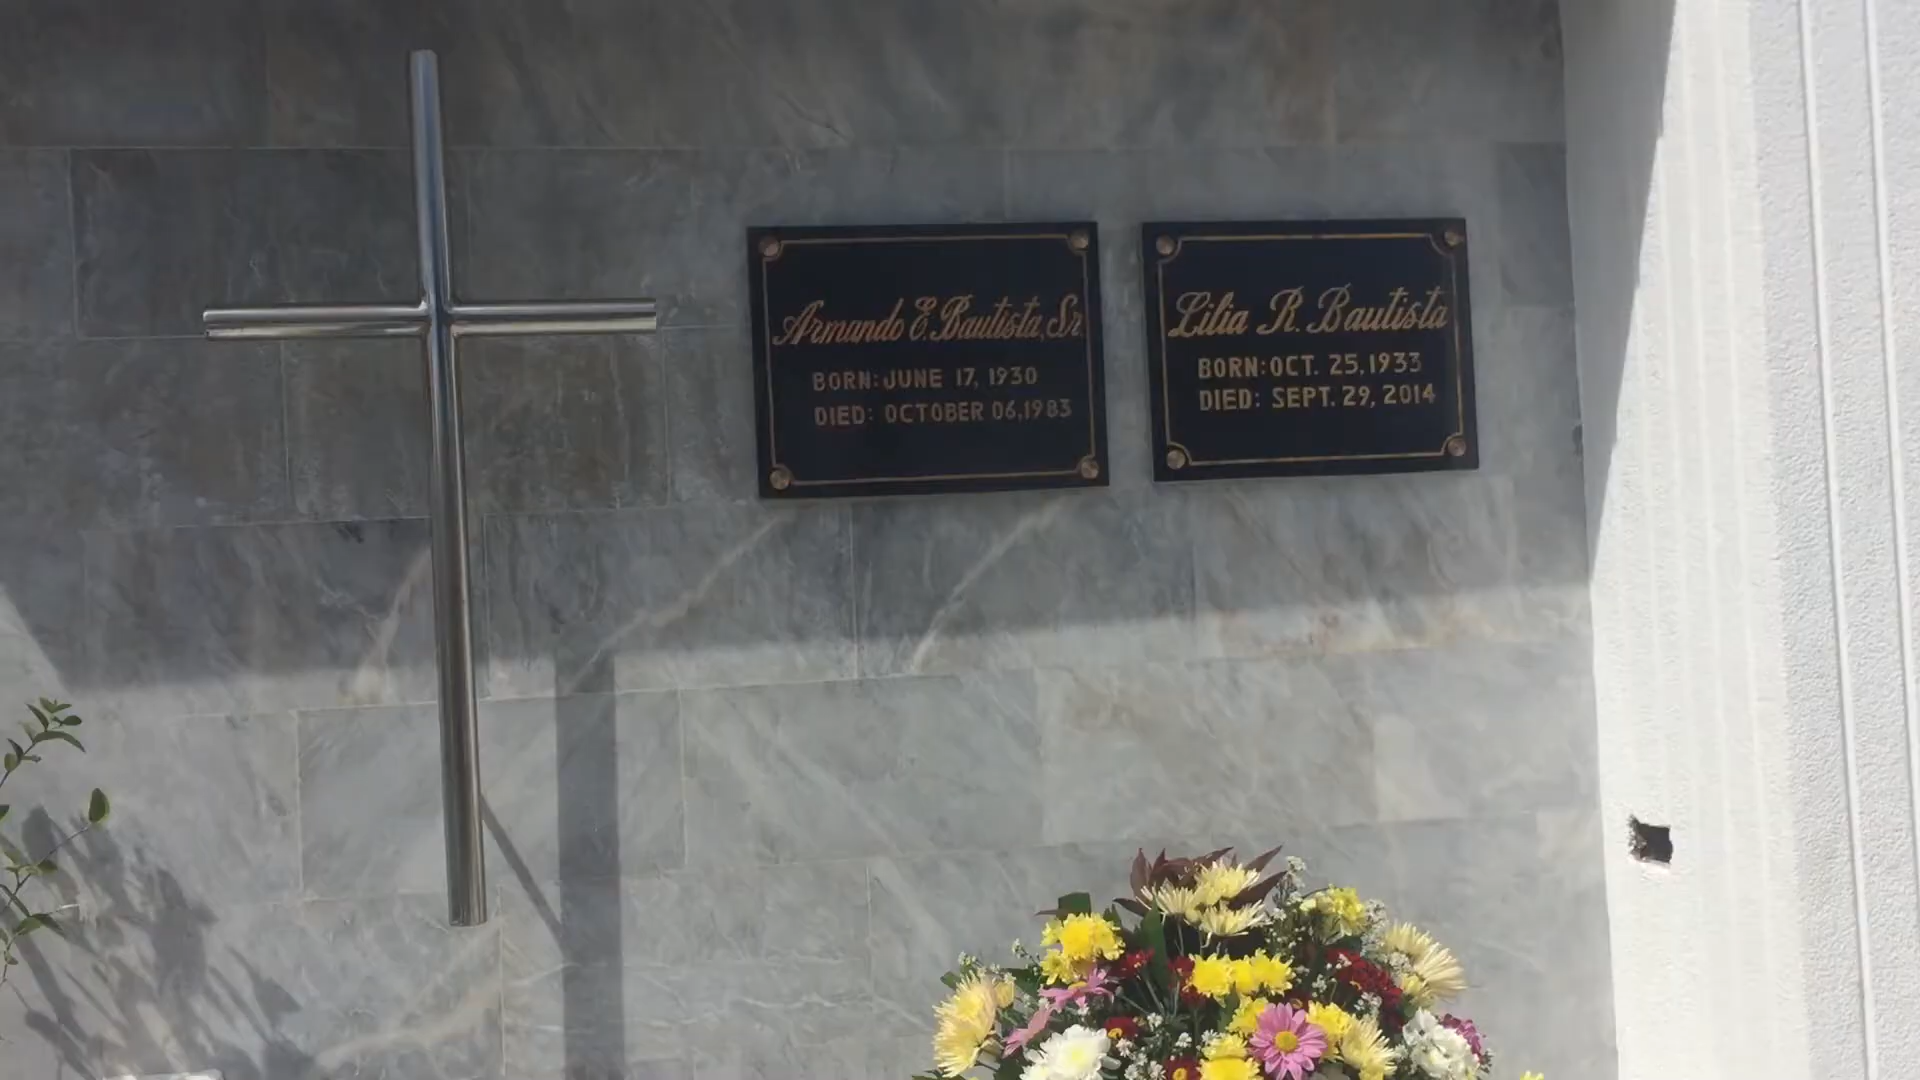 Armando E. Bautista, Sr.
BORN: JUNE 17, 1930
DIED: OCTOBER 06, 1983
Lilia R. Bautista
BORN: OCT. 25, 1933
DIED: SEPT. 29, 2014